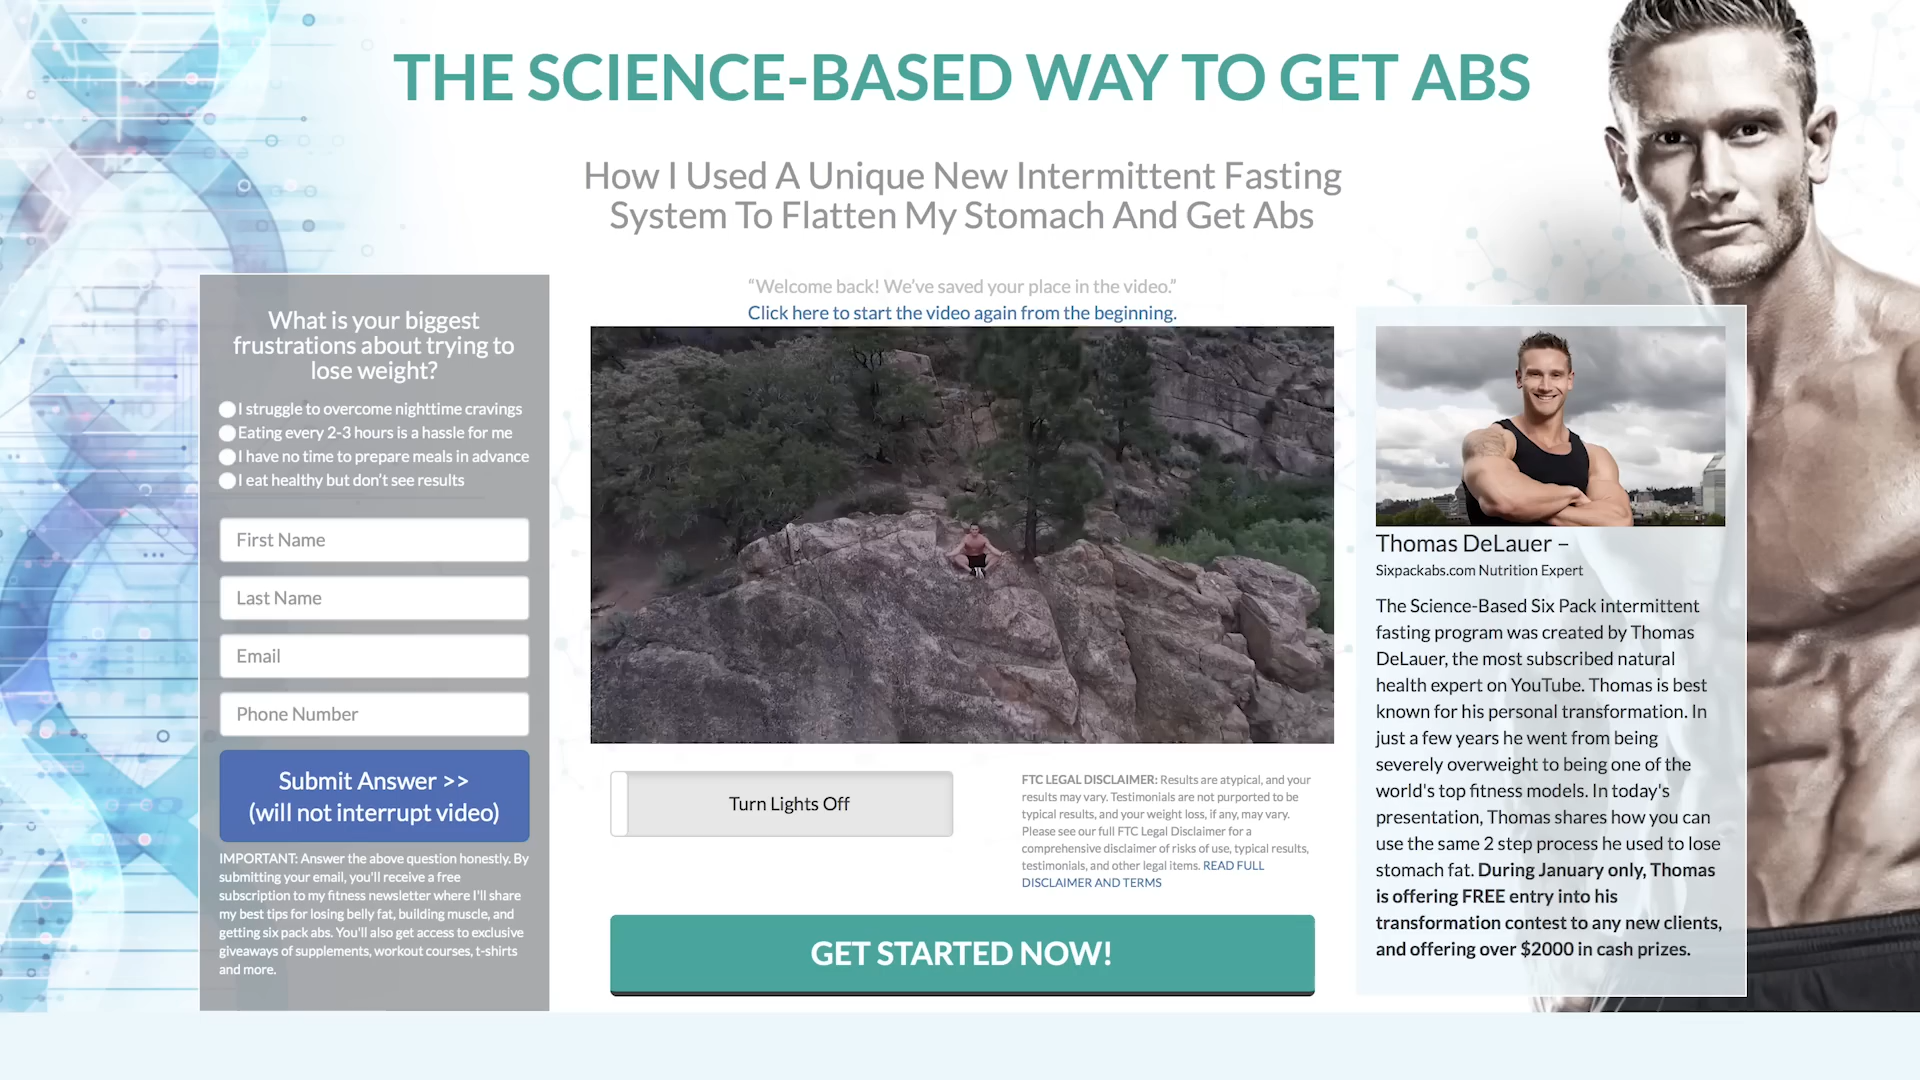 THE SCIENCE-BASED WAY TO GET ABS
How I Used A Unique New Intermittent Fasting
System To Flatten My Stomach And Get Abs
What is your biggest
frustrations about trying to
lose weight?
I struggle to overcome nighttime cravings
Eating every 2-3 hours is a hassle for me
I have no time to prepare meals in advance
I eat healthy but don't see results
First Name
Last Name
Email
Phone Number
Submit Answer >>
(will not interrupt video)
IMPORTANT: Answer the above question honestly. By
submitting your email, you'll receive a free
subscription to my fitness newsletter where I'll share
my best tips for losing belly fat, building muscle, and
getting six pack abs. You'll also get access to exclusive
giveaways of supplements, workout courses, t-shirts
and more.
“Welcome back! We've saved your place in the video.”
Click here to start the video again from the beginning.
Turn Lights Off
FTC LEGAL DISCLAIMER: Results are atypical, and your
results may vary. Testimonials are not purported to be
typical results, and your weight loss, if any, may vary.
Please see our full FTC Legal Disclaimer for a
comprehensive disclaimer of risks of use, typical results,
testimonials, and other legal items. READ FULL
DISCLAIMER AND TERMS
GET STARTED NOW!
Thomas DeLauer –
Sixpackabs.com Nutrition Expert
The Science-Based Six Pack intermittent
fasting program was created by Thomas
DeLauer, the most subscribed natural
health expert on YouTube. Thomas is best
known for his personal transformation. In
just a few years he went from being
severely overweight to being one of the
world's top fitness models. In today's
presentation, Thomas shares how you can
use the same 2 step process he used to lose
stomach fat. During January only, Thomas
is offering FREE entry into his
transformation contest to any new clients,
and offering over $2000 in cash prizes.